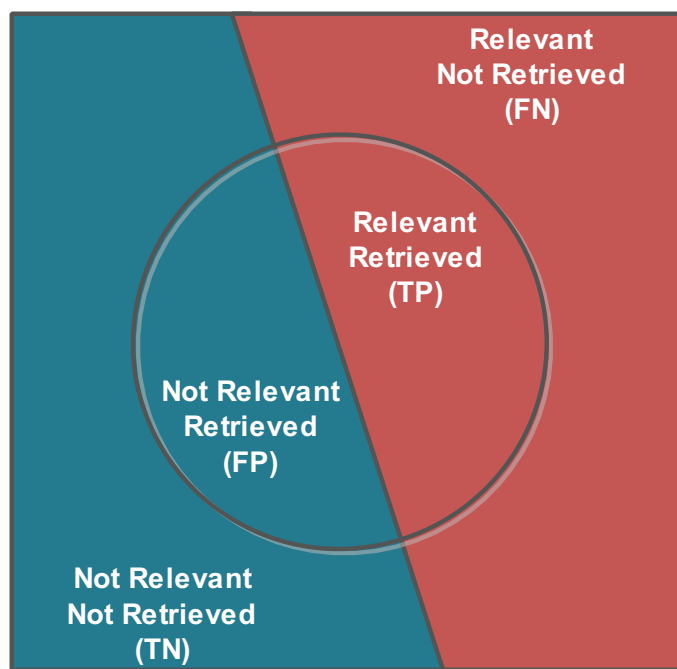 Relevant
Not Retrieved
(FN)
Relevant
Retrieved
(TP)
Not Relevant
Retrieved
(FP)
Not Relevant
Not Retrieved
(TN)